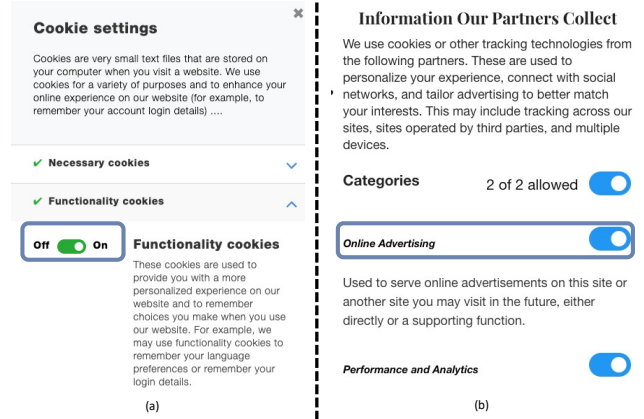 Cookie settings
Cookies are very small text files that are stored on
your computer when you visit a website. We use
cookies for a variety of purposes and to enhance your
online experience on our website (for example, to
remember your account login details) ....
✔ Necessary cookies
✔ Functionality cookies
Off On
Functionality cookies
These cookies are used to
provide you with a more
personalized experience on our
website and to remember
choices you make when you use
our website. For example, we
may use functionality cookies to
remember your language
preferences or remember your
login details.
(a)
Information Our Partners Collect
We use cookies or other tracking technologies from
the following partners. These are used to
personalize your experience, connect with social
networks, and tailor advertising to better match
your interests. This may include tracking across our
sites, sites operated by third parties, and multiple
devices.
Categories 2 of 2 allowed
Online Advertising
Used to serve online advertisements on this site or
another site you may visit in the future, either
directly or a supporting function.
Performance and Analytics
(b)